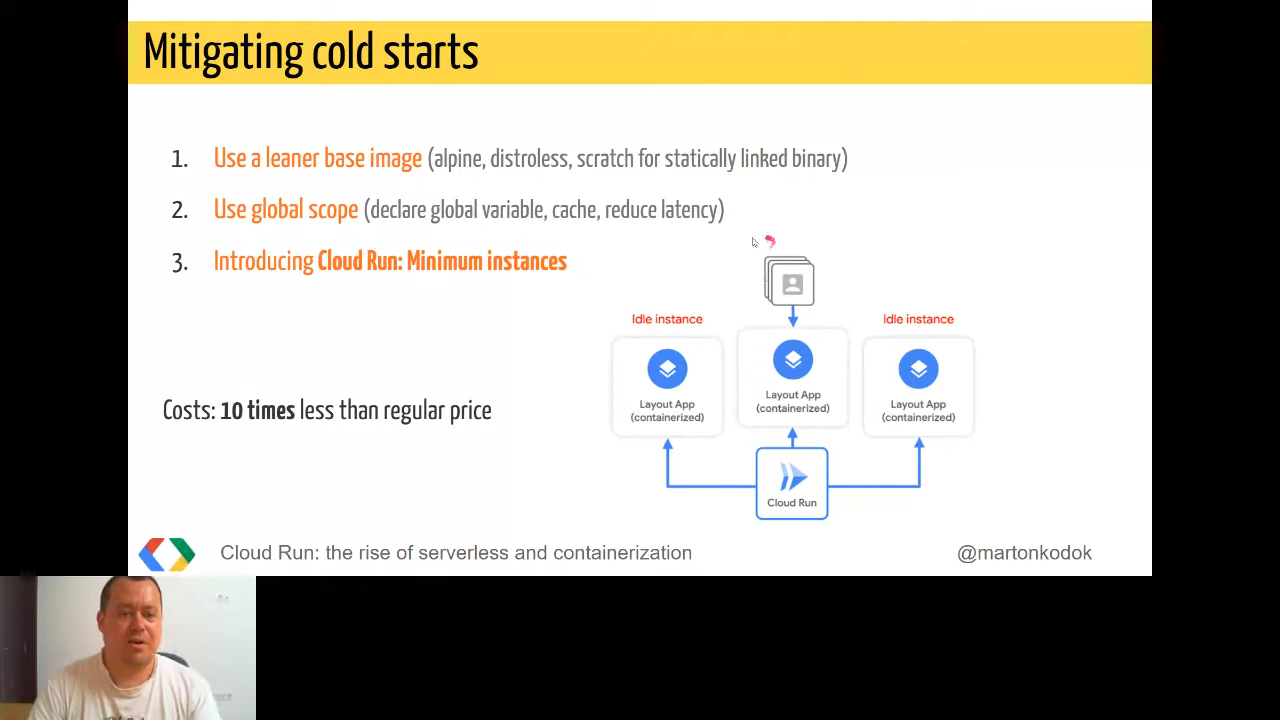 Mitigating cold starts
1. Use a leaner base image (alpine, distroless, scratch for statically linked binary)
2. Use global scope (declare global variable, cache, reduce latency)
3. Introducing Cloud Run: Minimum instances
Idle instance
Idle instance
Layout App
(containerized)
Layout App
(containerized)
Layout App
(containerized)
Costs: 10 times less than regular price
Cloud Run
Cloud Run: the rise of serverless and containerization
@martonkodok